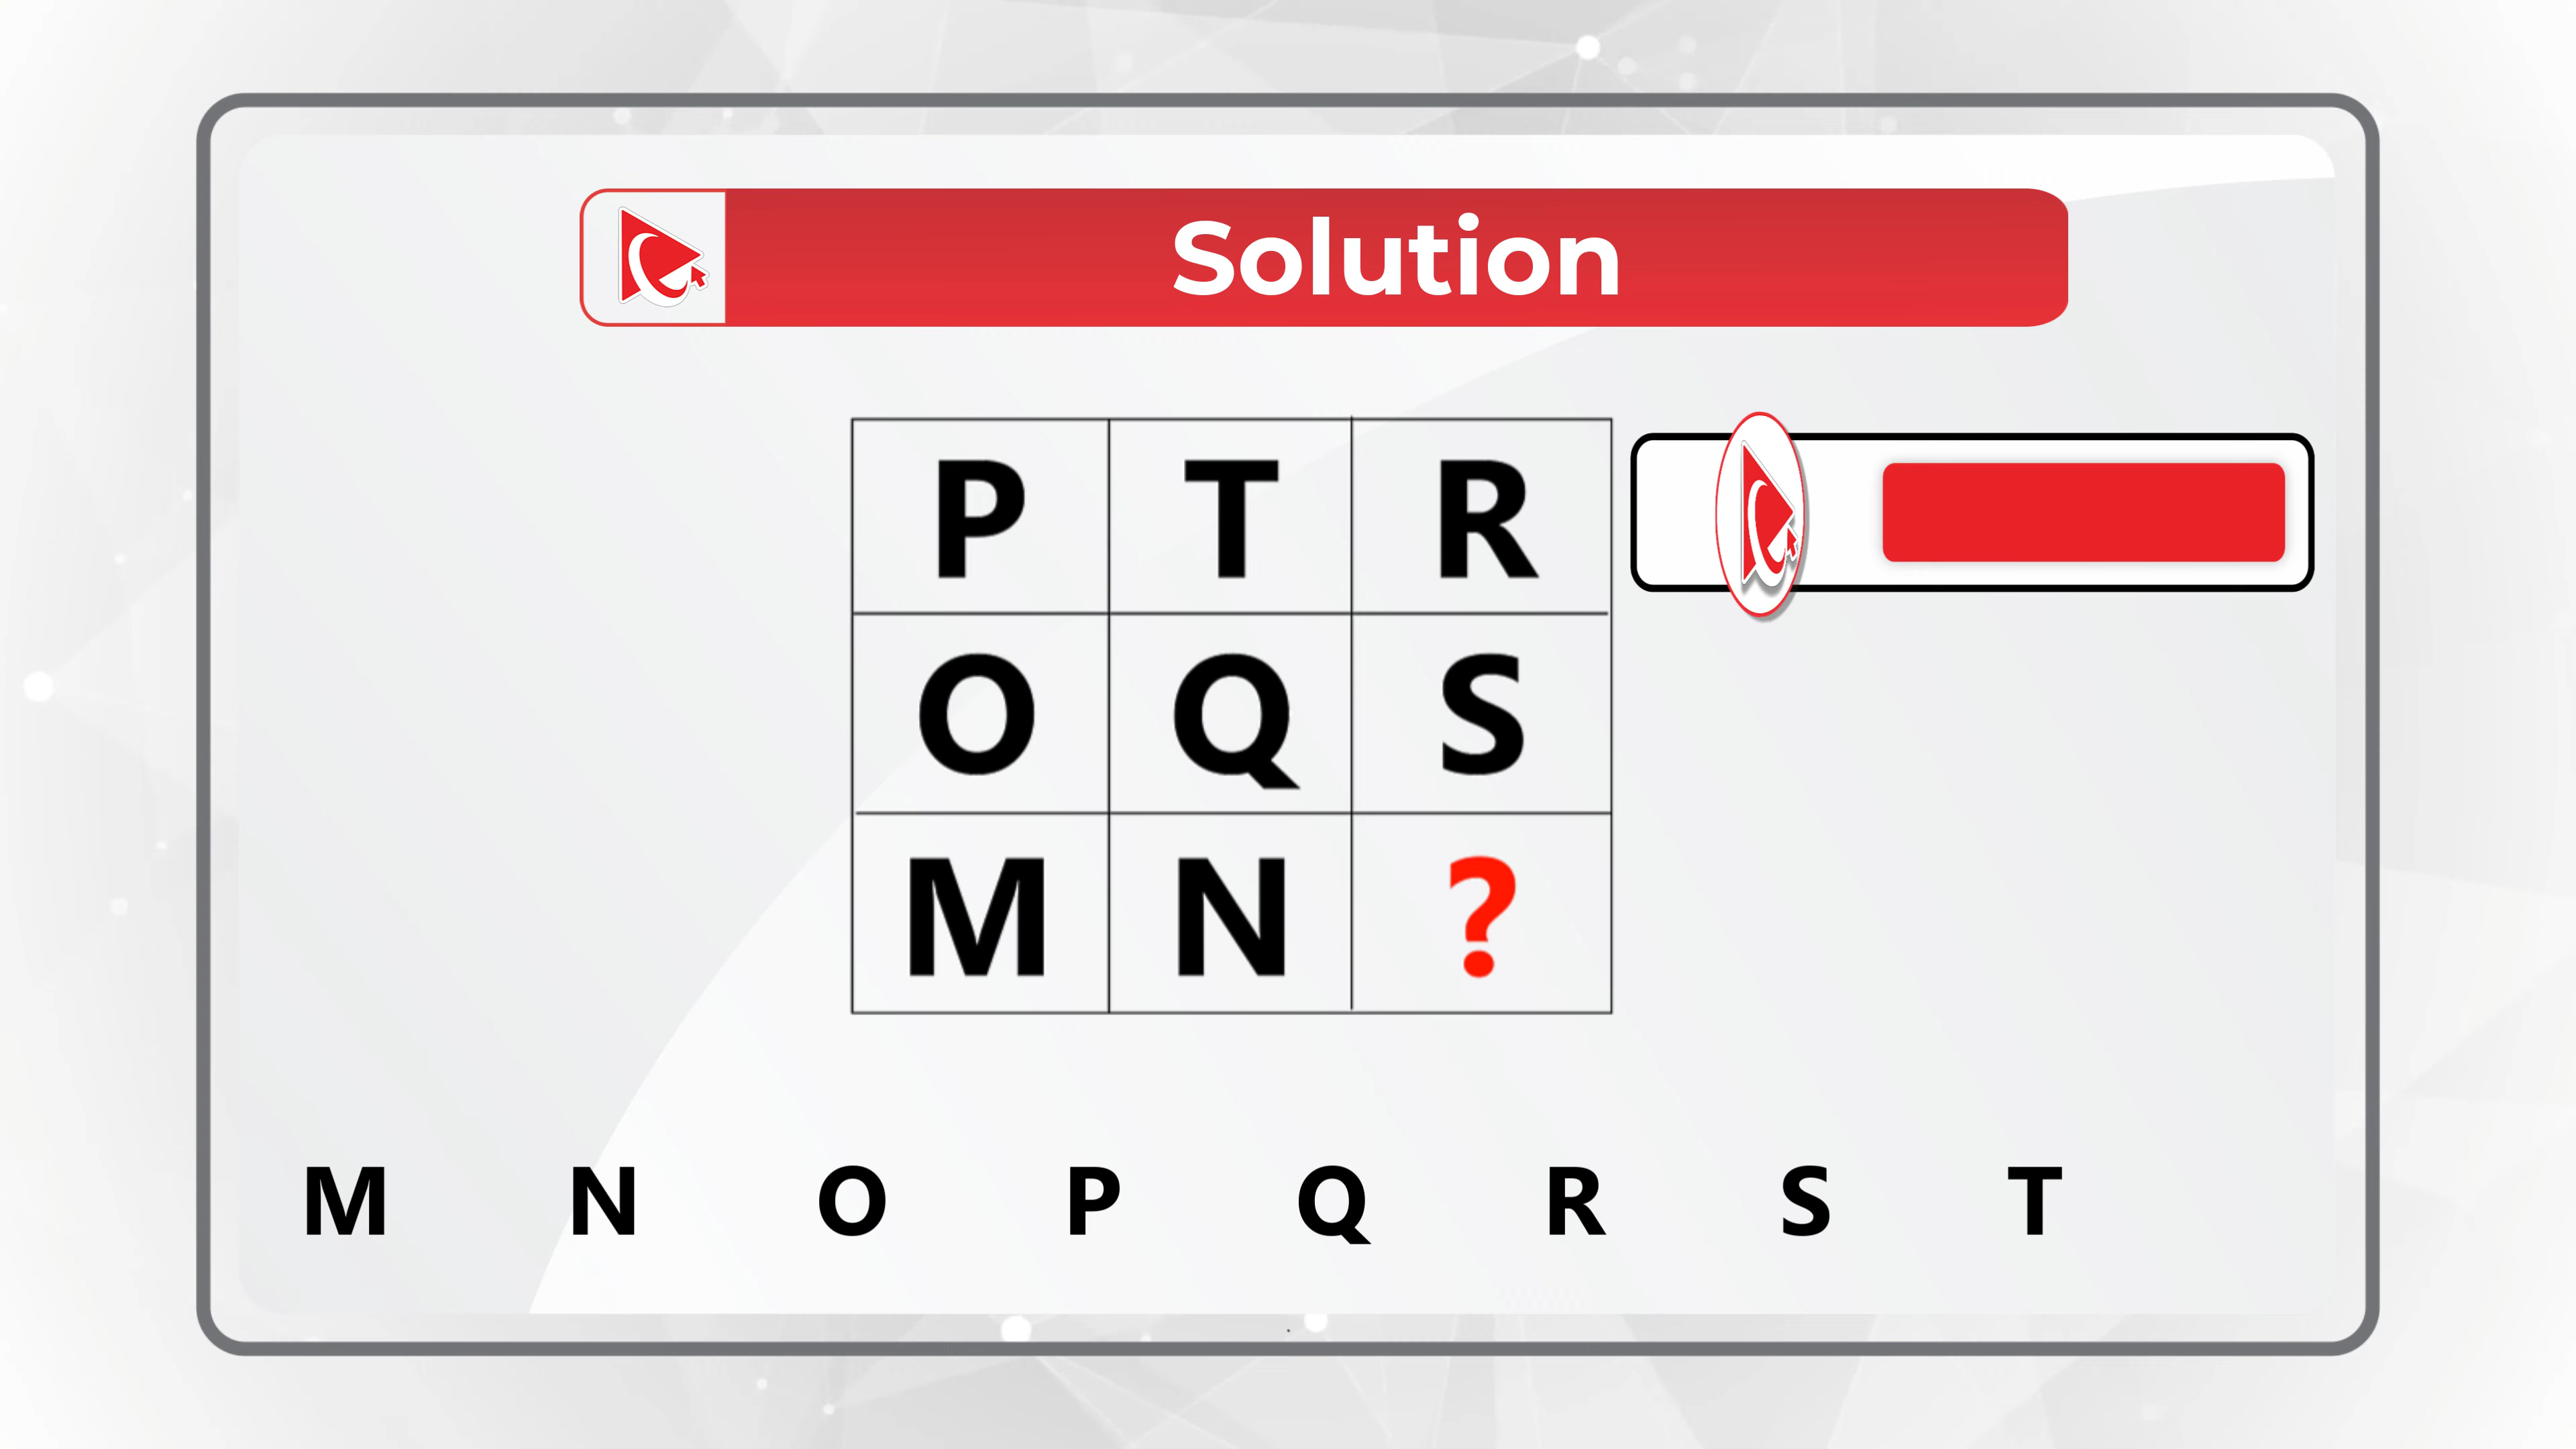 Solution
P T R
O Q S
M N ?
M N O P Q R S T